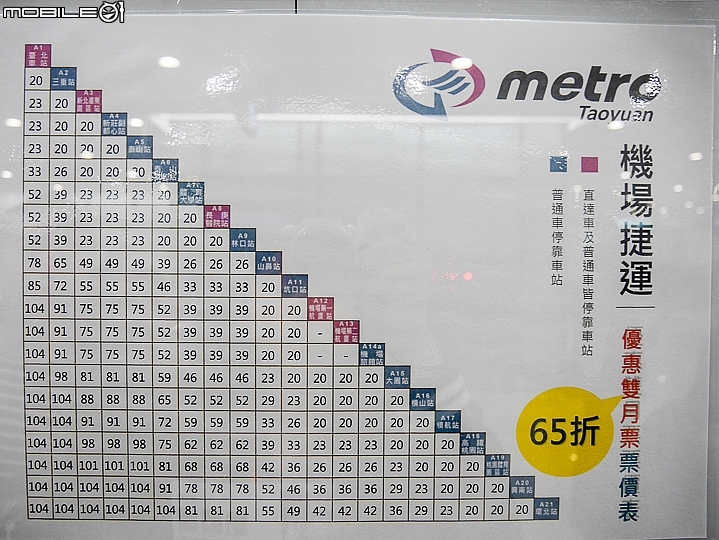 MOBILE01
metro
Taoyuan
機場捷運
優惠雙月票票價表
65折
直達車及普通車皆停靠車站
普通車停靠車站
A1
臺北
車站
20 A2
三重站
23 20 A3
新北產業
園區站
23 20 20 A4
新莊副
都心站
23 20 20 20 A5
泰山站
33 26 20 20 20 A6
52 39 23 23 23 20 A7
體育
大學站
52 39 23 23 23 20 20 A8
長庚
醫院站
52 39 23 23 23 20 20 20 A9
林口站
78 65 49 49 49 39 26 26 26 A10
山鼻站
85 72 55 55 55 46 33 33 33 20 A11
坑口站
104 91 75 75 75 52 39 39 39 20 20 A12
機場第一
航廈站
104 91 75 75 75 52 39 39 39 20 20 - A13
機場第二
航廈站
104 91 75 75 75 52 39 39 39 20 20 - - A14a
機場
旅館站
104 98 81 81 81 59 46 46 46 23 20 20 20 20 A15
大園站
104 104 88 88 88 65 52 52 52 29 23 20 20 20 20 A16
橫山站
104 104 91 91 91 72 59 59 59 33 26 20 20 20 20 20 A17
領航站
104 104 98 98 98 75 62 62 62 39 33 23 23 23 20 20 20 A18
高鐵
桃園站
104 104 101 101 101 81 68 68 68 42 36 26 26 26 23 20 20 20 A19
桃園體育
園區站
104 104 104 104 104 91 78 78 78 52 46 36 36 36 29 23 20 20 20 A20
興南站
104 104 104 104 104 104 81 81 81 55 49 42 42 42 36 29 23 20 20 20 A21
環北站